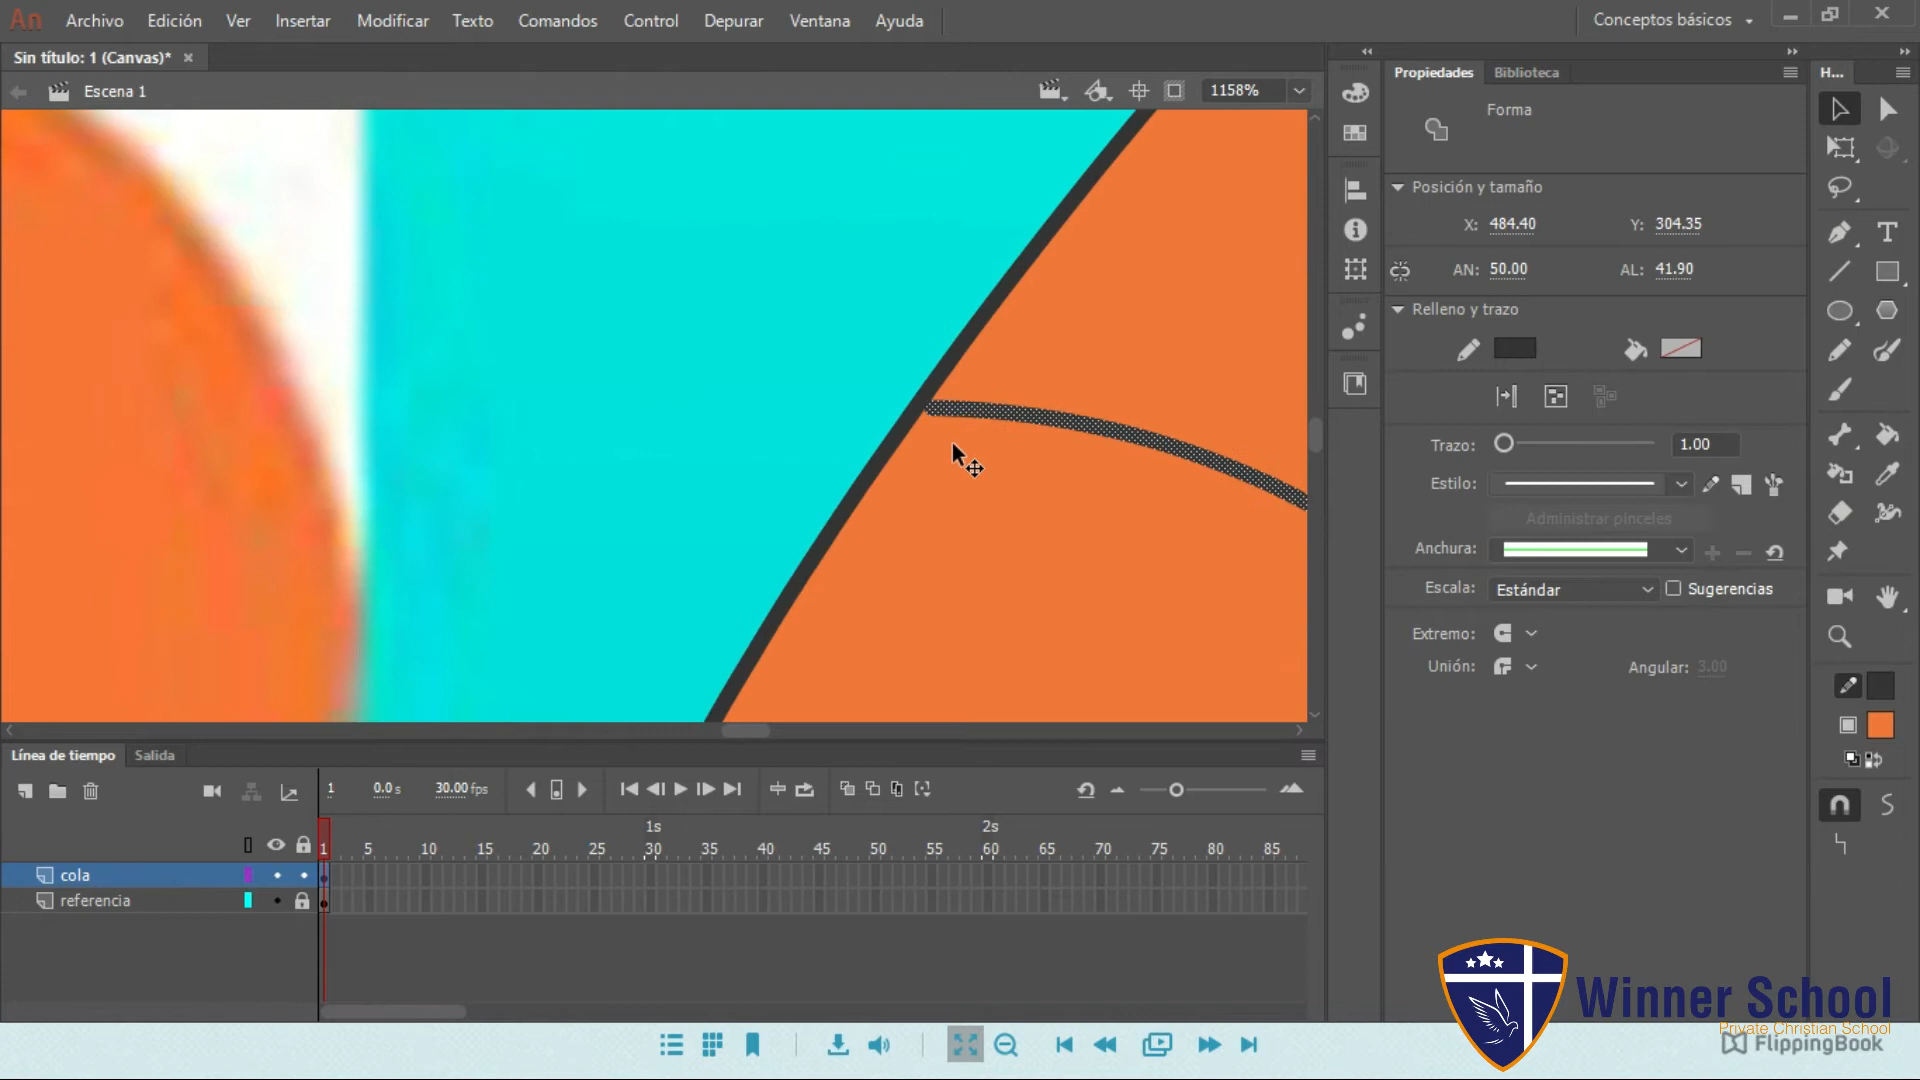 An Archivo Edición Ver Insertar Modificar Texto Comandos Control Depurar Ventana Ayuda Conceptos básicos
Sin título: 1 (Canvas)*
Escena 1 1158%
Propiedades Biblioteca H...
Forma
Posición y tamaño
X: 484.40 Y: 304.35
AN: 50.00 AL: 41.90
Relleno y trazo
Trazo: 1.00
Estilo:
Administrar pinceles
Anchura:
Escala: Estándar Sugerencias
Extremo:
Unión: Angular: 3.00
Línea de tiempo Salida
1 0.0 s 30.00 fps
1s 2s
1 5 10 15 20 25 30 35 40 45 50 55 60 65 70 75 80 85
cola
referencia
Winner School
Private Christian School
FlippingBook